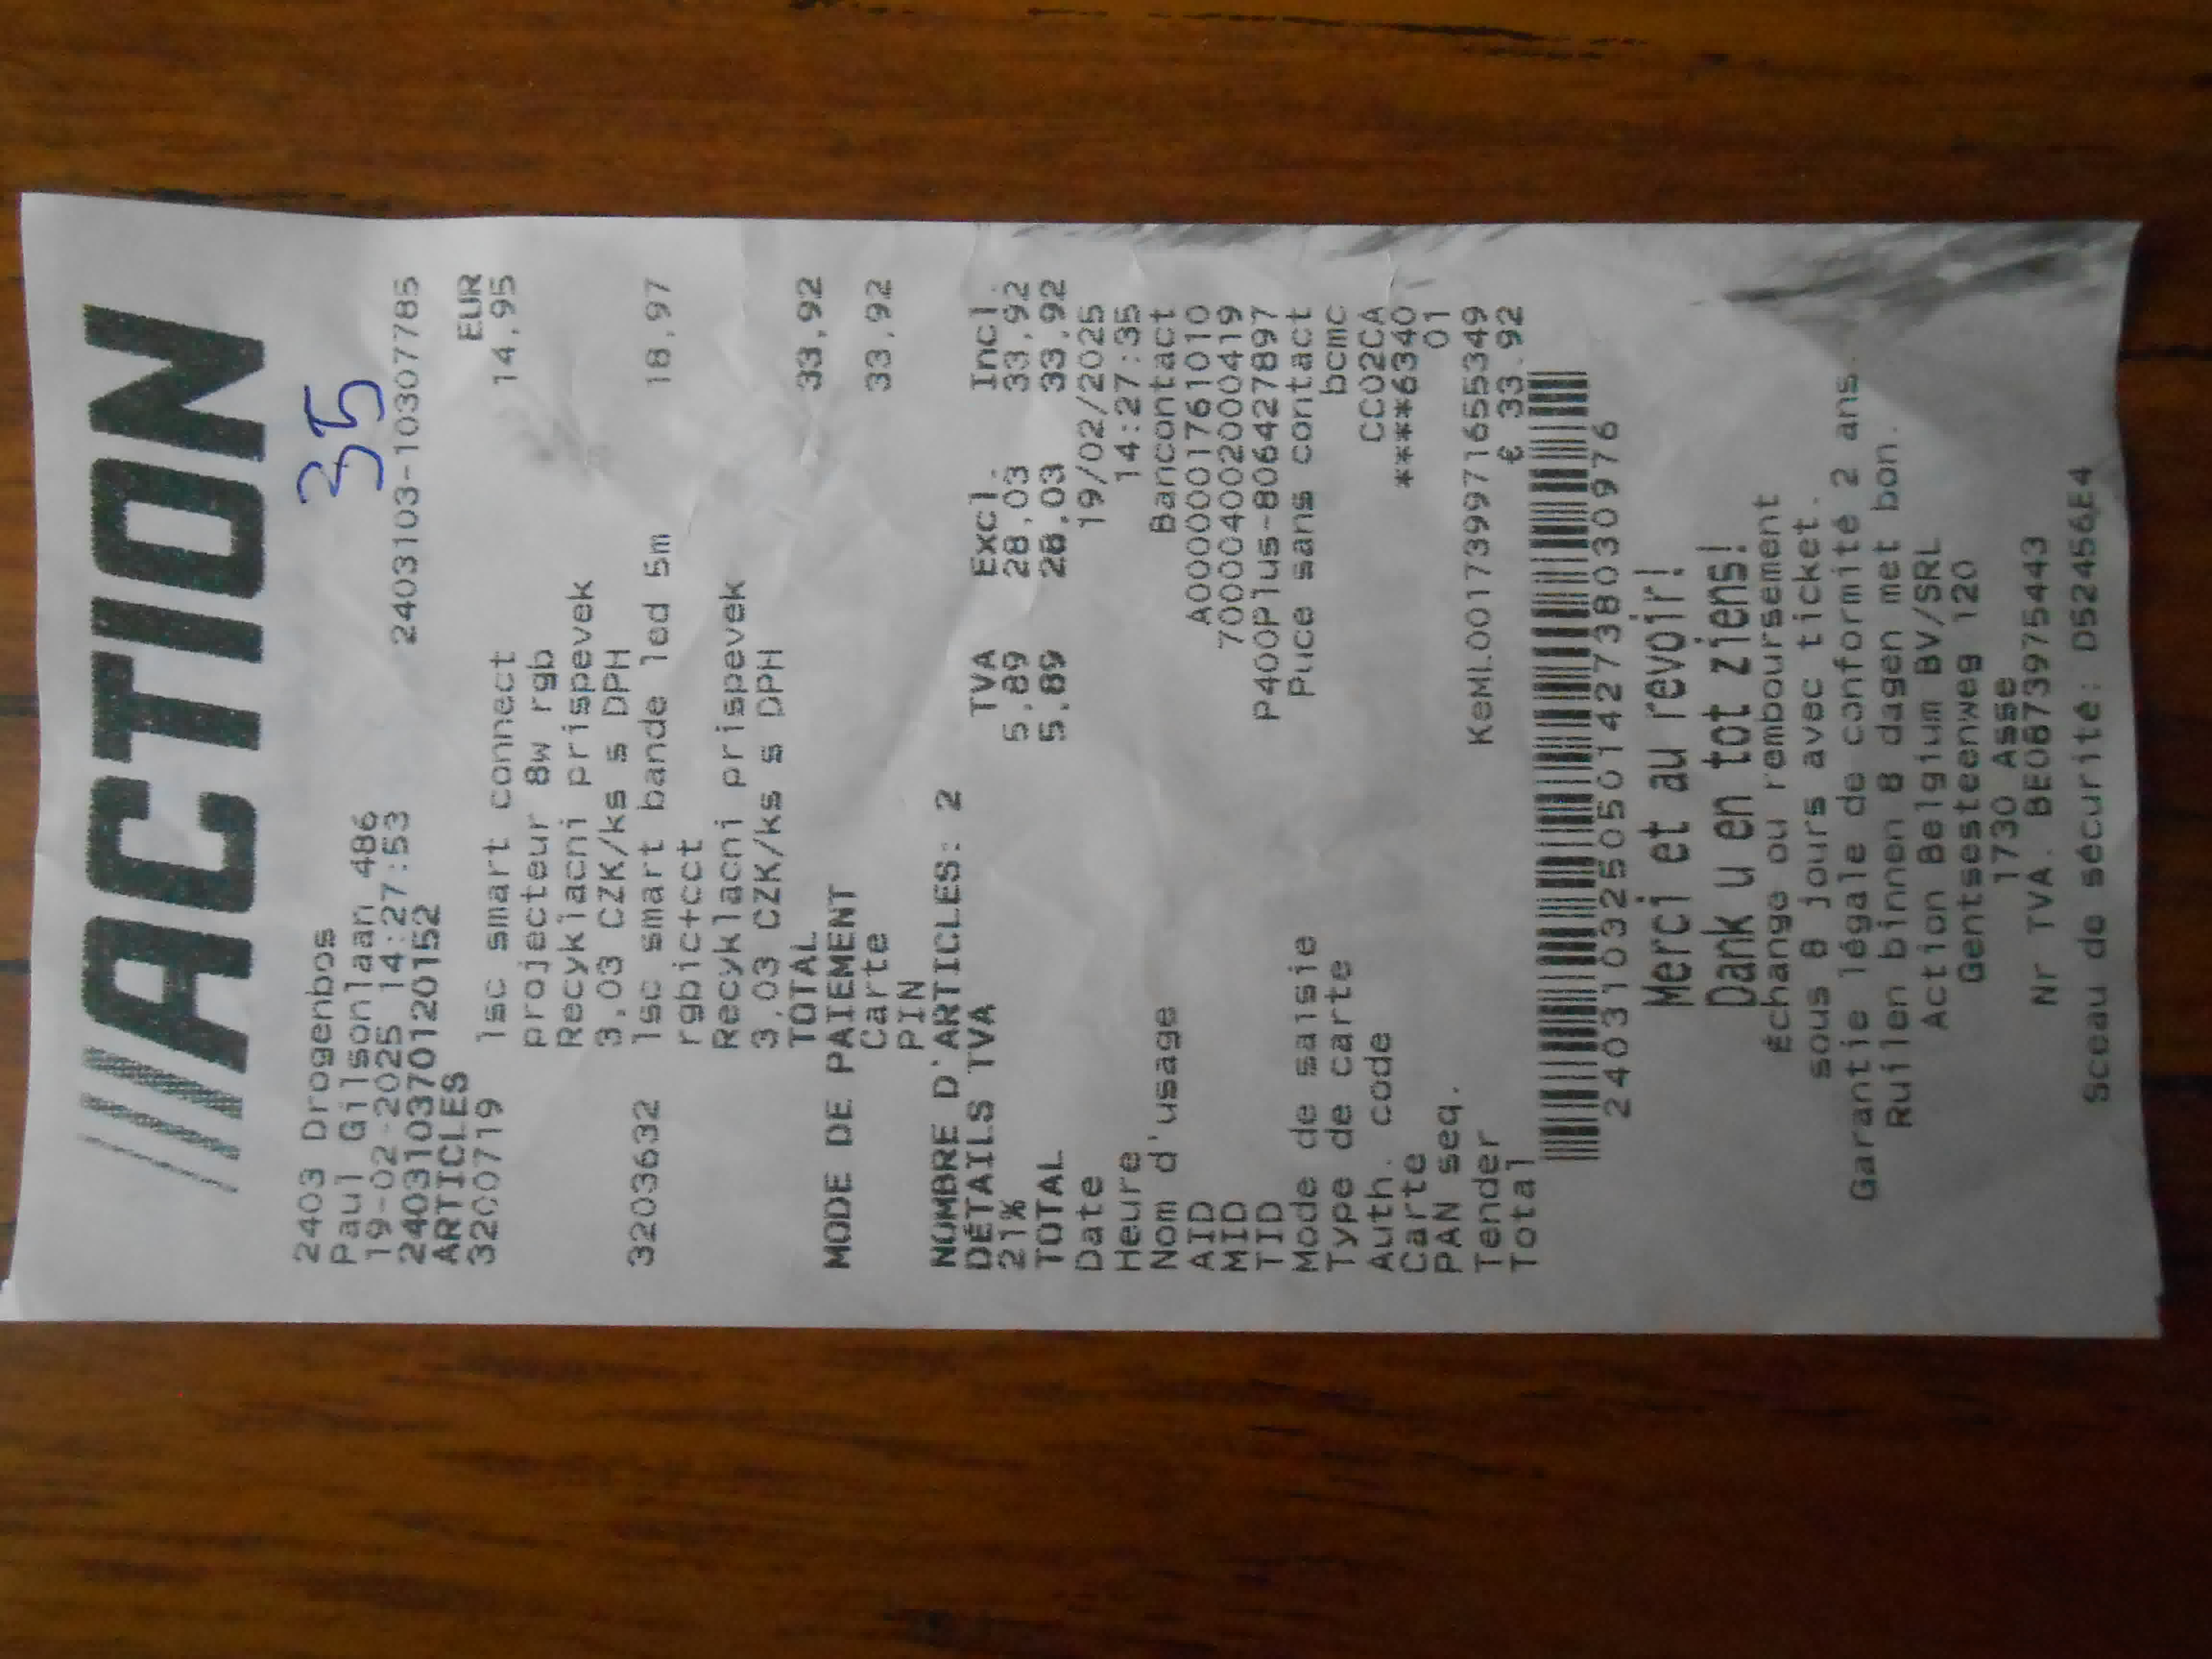 ACTION
35
2403 Drogenbos
Paul Gilsonlaan 486
19-02-2025 14:27:53
24031037012O152 2403103-10307785
ARTICLES EUR
3200719 lsc smart connect 14,95
projecteur 8w rgb
Recyklacni prispevek
3,03 CZK/ks s DPH
3203632 lsc smart bande led 5m 18,97
rgbic+cct
Recyklacni prispevek
3,03 CZK/ks s DPH
TOTAL 33,92
MODE DE PAIEMENT
Carte 33,92
PIN
NOMBRE D'ARTICLES: 2
DÉTAILS TVA TVA Excl. Incl.
21% 5,89 28,03 33,92
TOTAL 5,89 28,03 33,92
Date 19/02/2025
Heure 14:27:35
Nom d'usage Bancontact
AID A0000001761010
MID 700004002000419
TID P400Plus-806427897
Mode de saisie Puce sans contact
Type de carte bcmc
Auth. code CC02CA
Carte *****6340
PAN seq. 01
Tender KeML001739971655349
Total € 33.92
240310325050142738030976
Merci et au revoir!
Dank u en tot ziens!
Échange ou remboursement
sous 8 jours avec ticket.
Garantie légale de conformité 2 ans.
Ruilen binnen 8 dagen met bon.
Action Belgium BV/SRL
Gentsesteenweg 120
1730 Asse
Nr TVA. BE0873975443
Sceau de sécurité: D52456E4